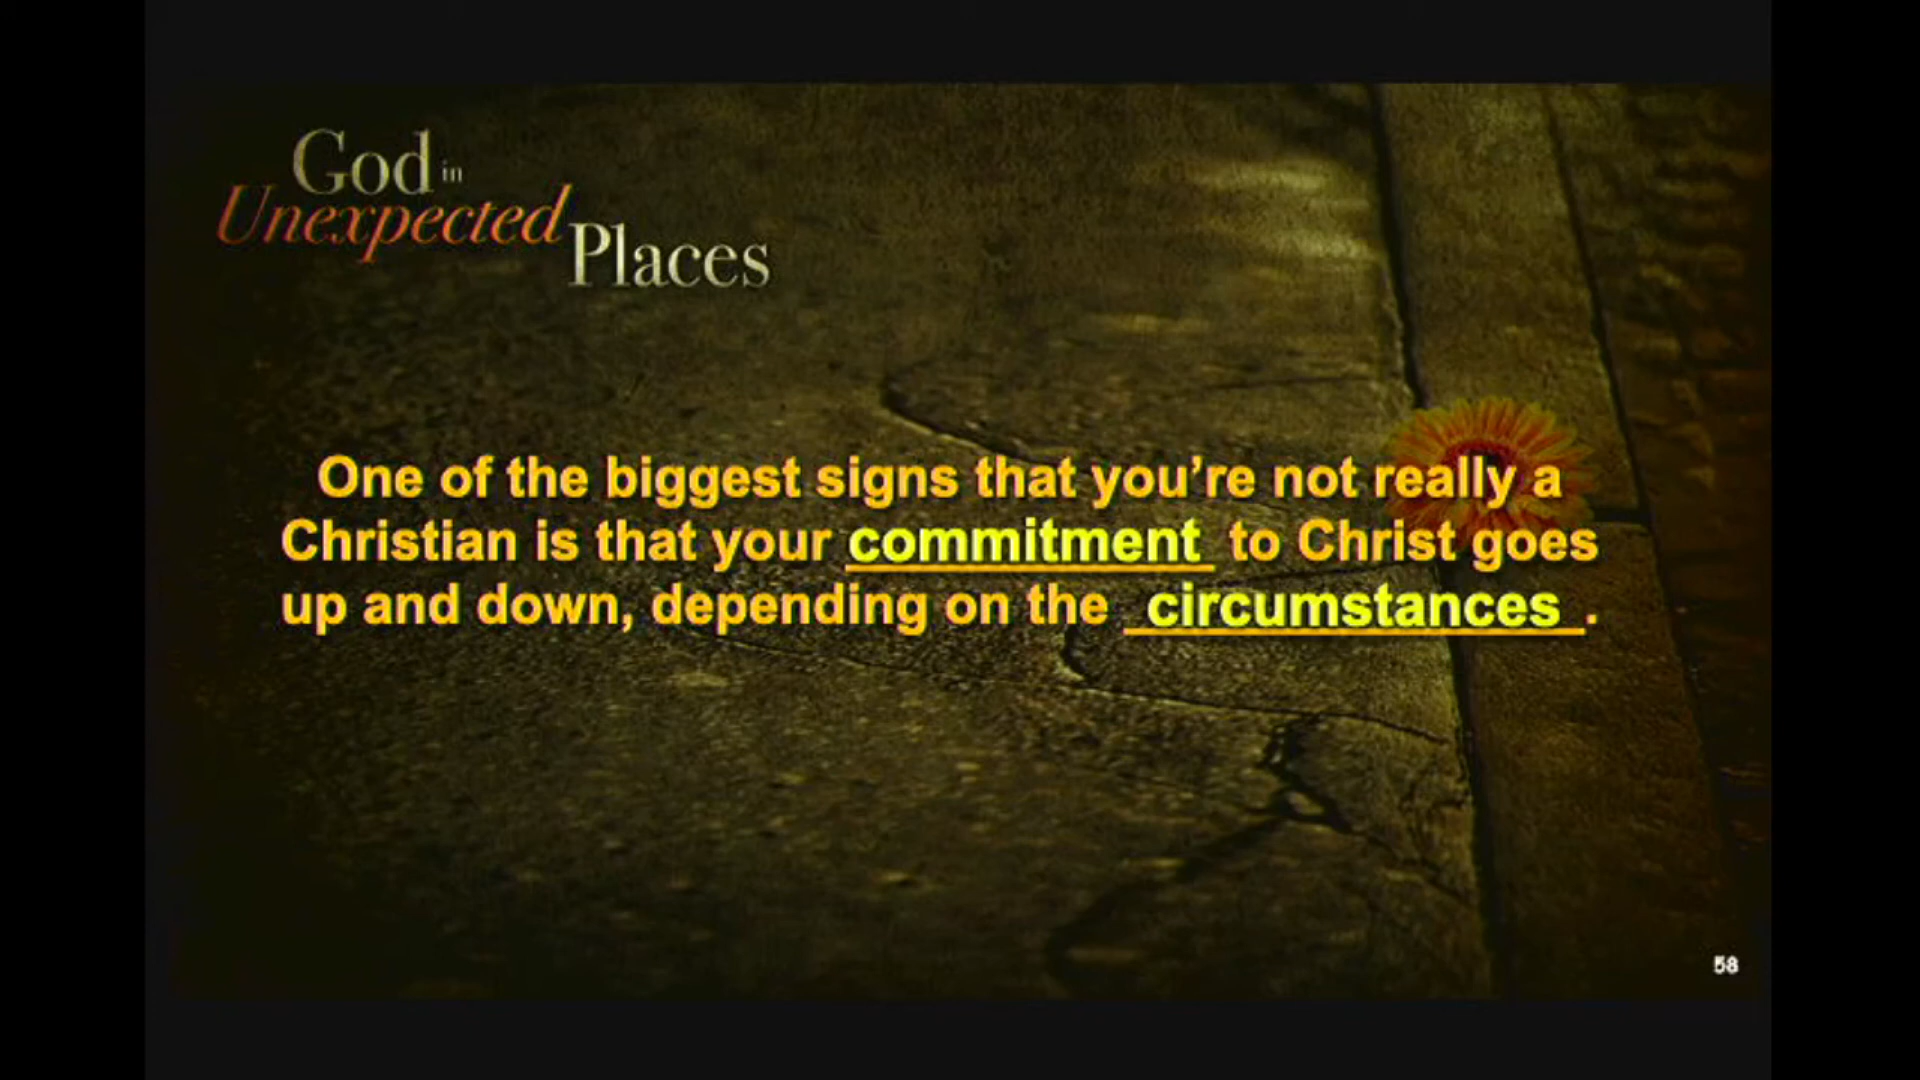 God in
Unexpected
Places
One of the biggest signs that you’re not really a
Christian is that your commitment to Christ goes
up and down, depending on the circumstances.
58